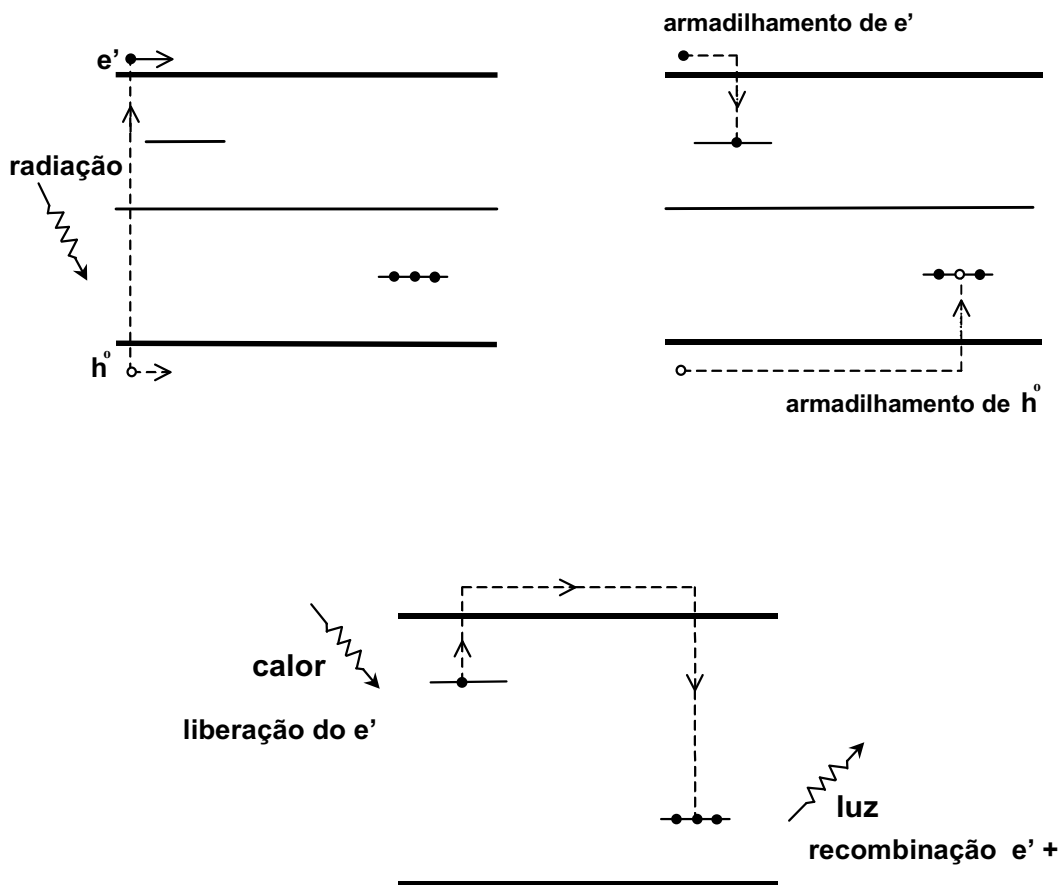 armadilhamento de e’
e’
radiação
h°
armadilhamento de h°
calor
liberação do e’
luz
recombinação e’ +